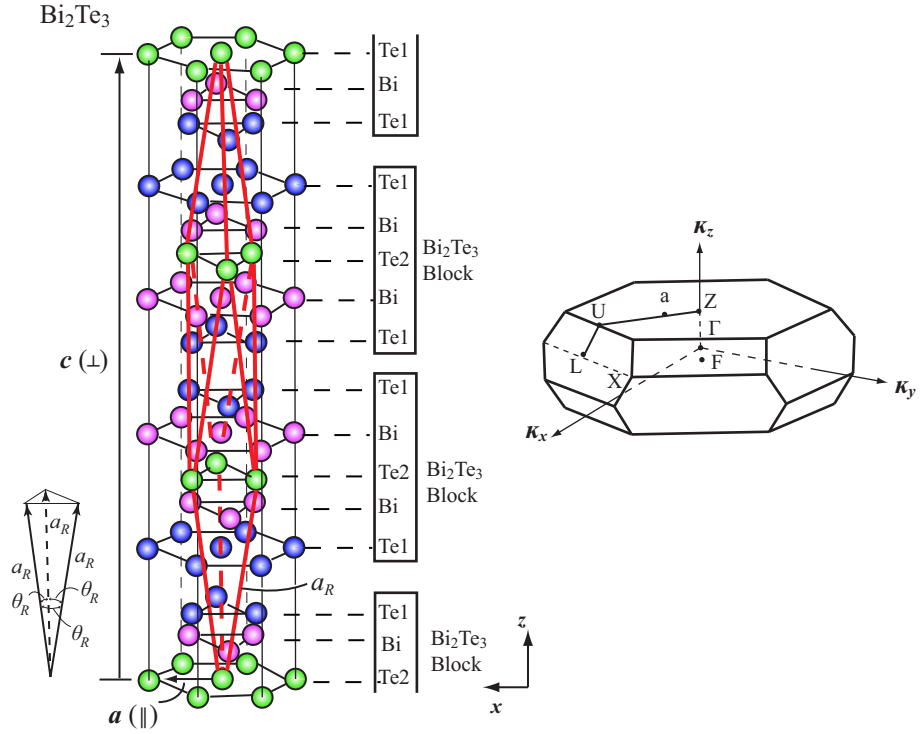 Bi2Te3
Te1
Bi
Te1
Te1
Bi
Te2
Bi
Te1
Bi2Te3
Block
c (⊥)
Te1
Bi
Te2
Bi
Te1
Bi2Te3
Block
Te1
Bi
Te2
Bi2Te3
Block
aR
a (∥)
aR
aR
aR
θR
θR
θR
z
x
κz
a
Z
U
Γ
L
X
F
κx
κy